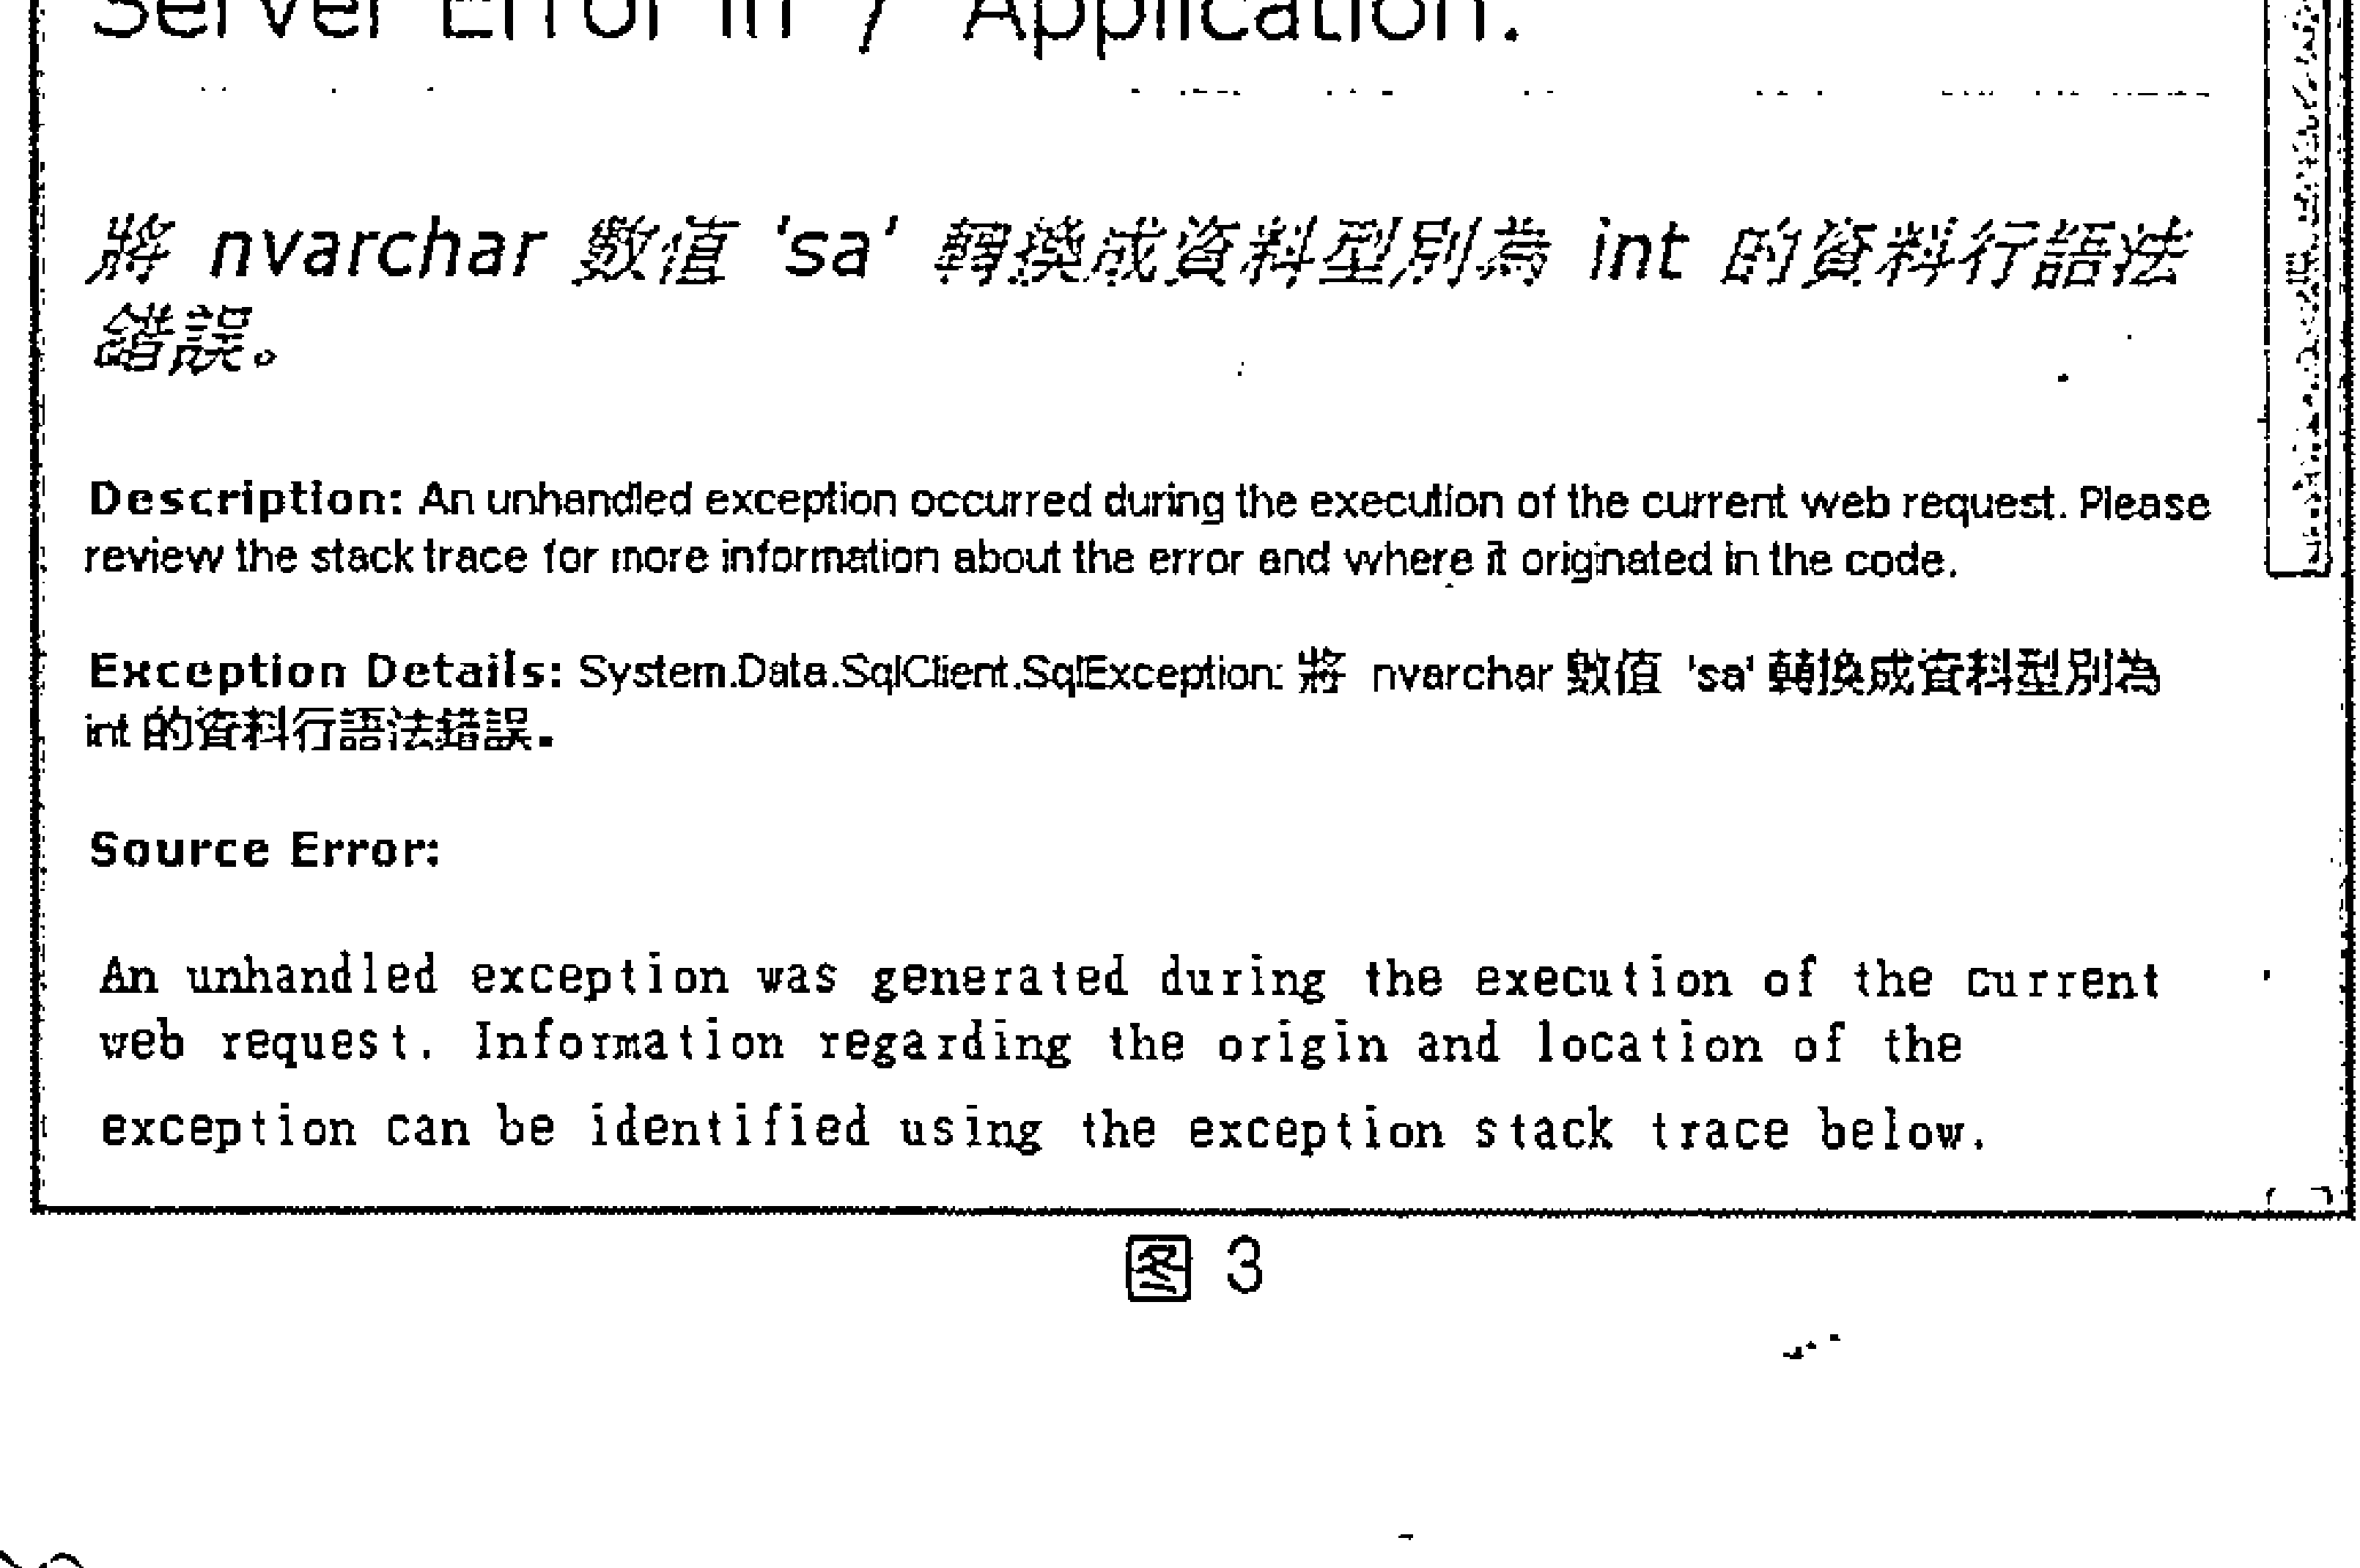 Server Error in '/' Application.
將 nvarchar 數值 'sa' 轉換成資料型別為 int 的資料行語法
錯誤。
Description: An unhandled exception occurred during the execution of the current web request. Please
review the stack trace for more information about the error and where it originated in the code.
Exception Details: System.Data.SqlClient.SqlException: 將 nvarchar 數值 'sa' 轉換成資料型別為
int 的資料行語法錯誤。
Source Error:
An unhandled exception was generated during the execution of the current
web request. Information regarding the origin and location of the
exception can be identified using the exception stack trace below.
图 3